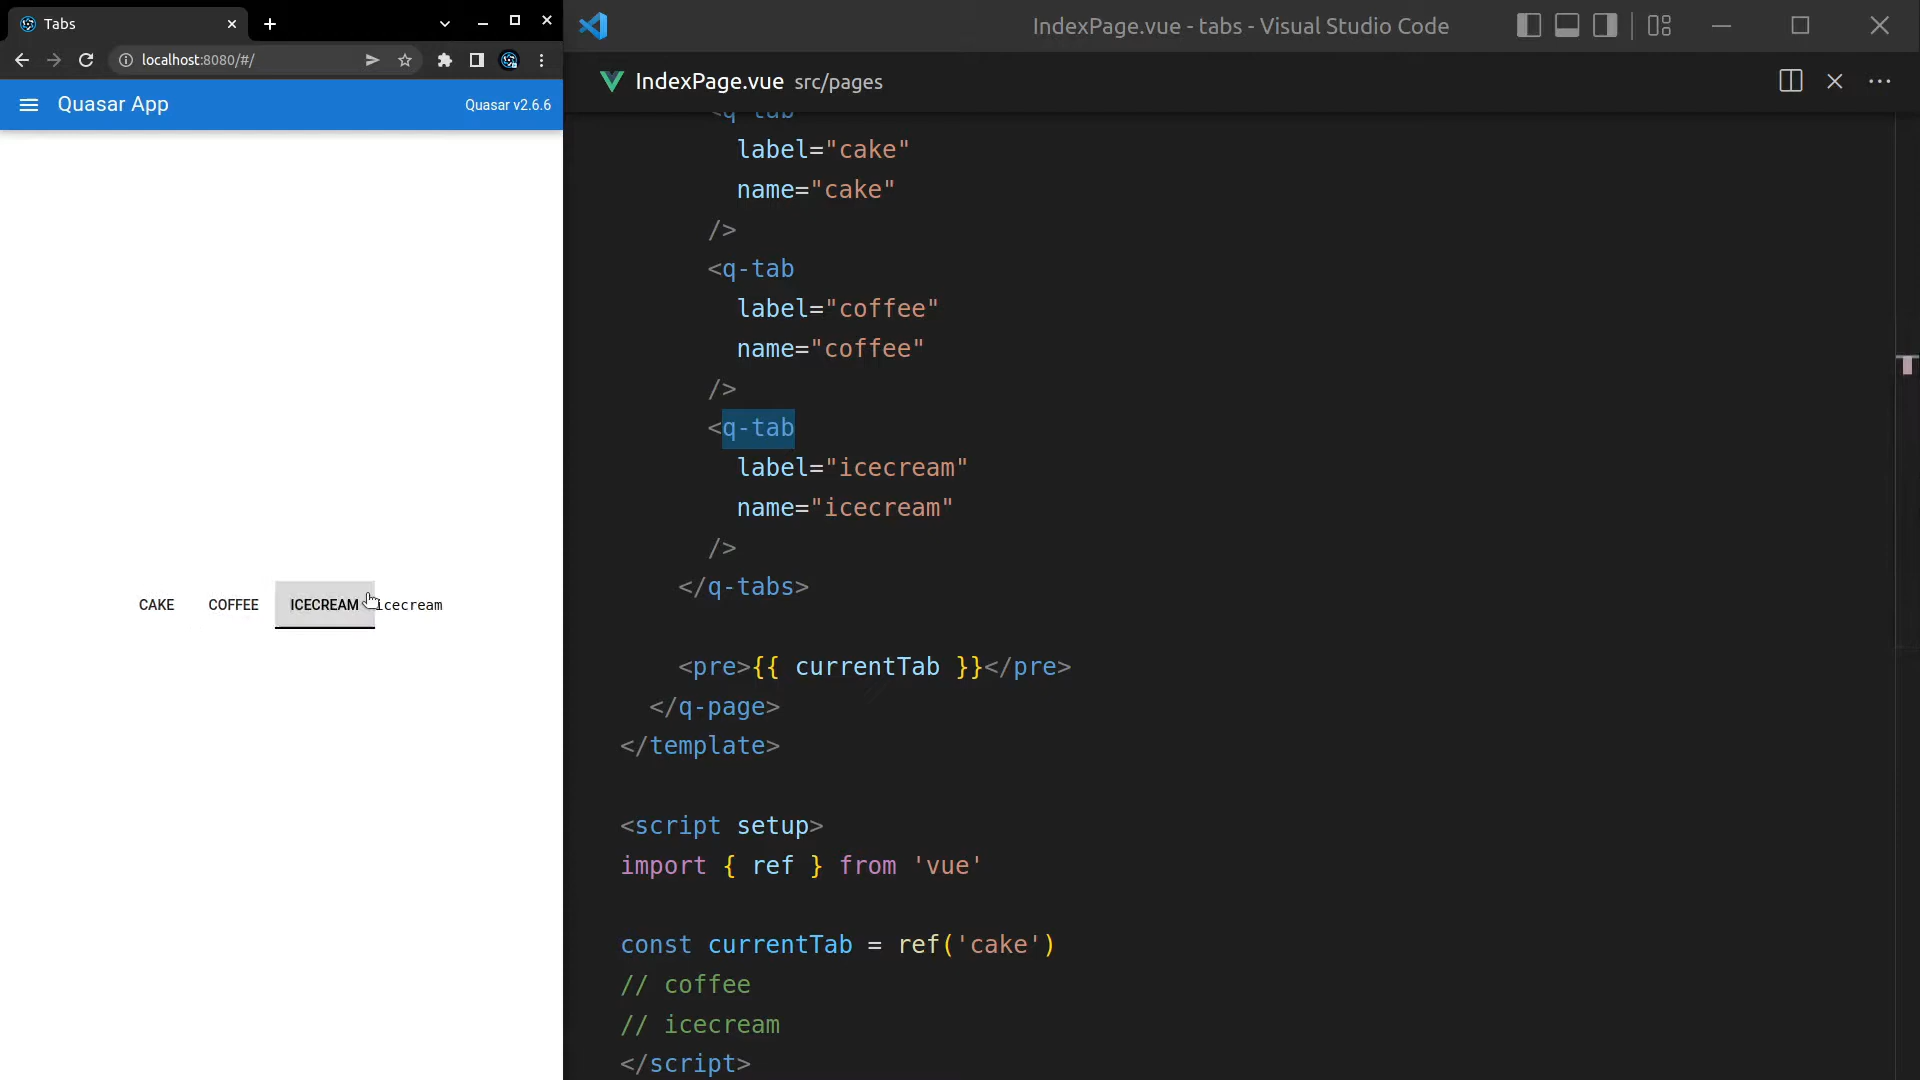 Tabs
localhost:8080/#/
Quasar App
Quasar v2.6.6
CAKE
COFFEE
ICECREAM
icecream
IndexPage.vue - tabs - Visual Studio Code
IndexPage.vue src/pages
<q-tab
label="cake"
name="cake"
/>
<q-tab
label="coffee"
name="coffee"
/>
<q-tab
label="icecream"
name="icecream"
/>
</q-tabs>
<pre>{{ currentTab }}</pre>
</q-page>
</template>
<script setup>
import { ref } from 'vue'
const currentTab = ref('cake')
// coffee
// icecream
</script>